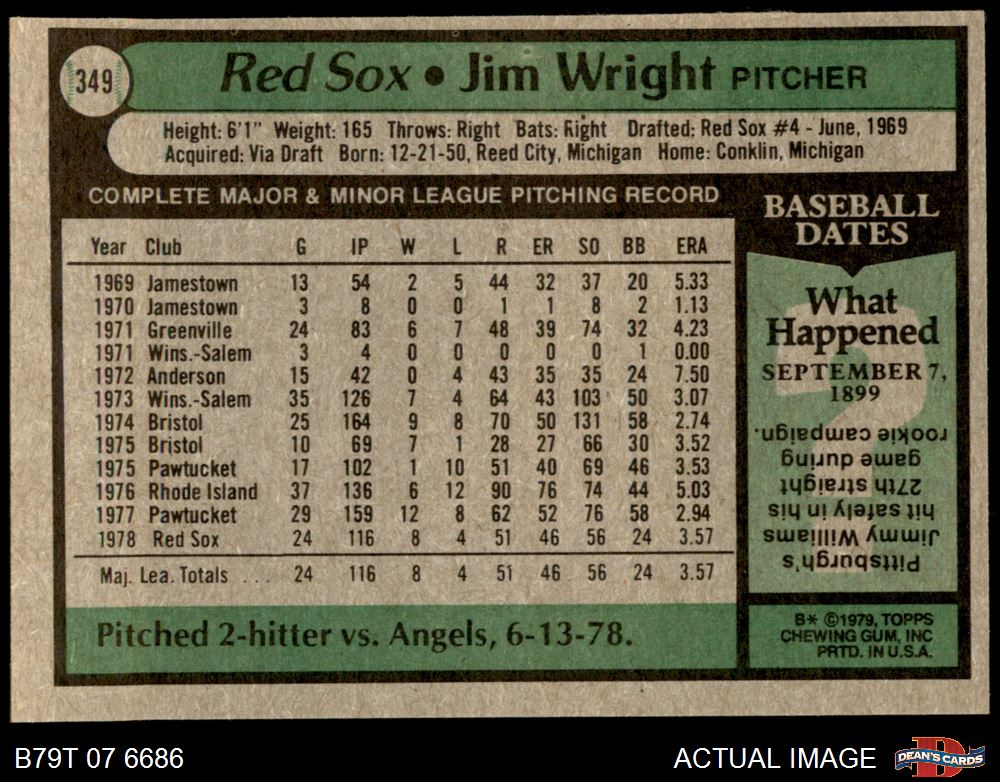 349
Red Sox • Jim Wright PITCHER
Height: 6'1" Weight: 165 Throws: Right Bats: Right Drafted: Red Sox #4 - June, 1969
Acquired: Via Draft Born: 12-21-50, Reed City, Michigan Home: Conklin, Michigan
COMPLETE MAJOR & MINOR LEAGUE PITCHING RECORD
Year Club G IP W L R ER SO BB ERA
1969 Jamestown 13 54 2 5 44 32 37 20 5.33
1970 Jamestown 3 8 0 0 1 1 8 2 1.13
1971 Greenville 24 83 6 7 48 39 74 32 4.23
1971 Wins.-Salem 3 4 0 0 0 0 0 1 0.00
1972 Anderson 15 42 0 4 43 35 35 24 7.50
1973 Wins.-Salem 35 126 7 4 64 43 103 50 3.07
1974 Bristol 25 164 9 8 70 50 131 58 2.74
1975 Bristol 10 69 7 1 28 27 66 30 3.52
1975 Pawtucket 17 102 1 10 51 40 69 46 3.53
1976 Rhode Island 37 136 6 12 90 76 74 44 5.03
1977 Pawtucket 29 159 12 8 62 52 76 58 2.94
1978 Red Sox 24 116 8 4 51 46 56 24 3.57
Maj. Lea. Totals ... 24 116 8 4 51 46 56 24 3.57
Pitched 2-hitter vs. Angels, 6-13-78.
BASEBALL
DATES
What
Happened
SEPTEMBER 7,
1899
Pittsburgh's
Jimmy Williams
hit safely in his
27th straight
game during
rookie campaign.
B* ©1979, TOPPS
CHEWING GUM, INC
PRTD. IN U.S.A.
B79T 07 6686
ACTUAL IMAGE
DEAN'S CARDS